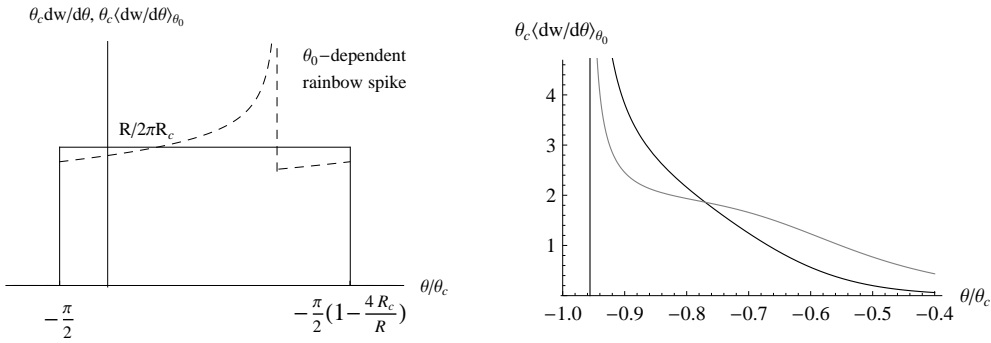 θ_c dw/dθ, θ_c⟨dw/dθ⟩_θ₀
θ₀−dependent
rainbow spike
R/2πR_c
θ/θ_c
−π/2
−π/2(1−4R_c/R)
θ_c⟨dw/dθ⟩_θ₀
4
3
2
1
θ/θ_c
−1.0 −0.9 −0.8 −0.7 −0.6 −0.5 −0.4